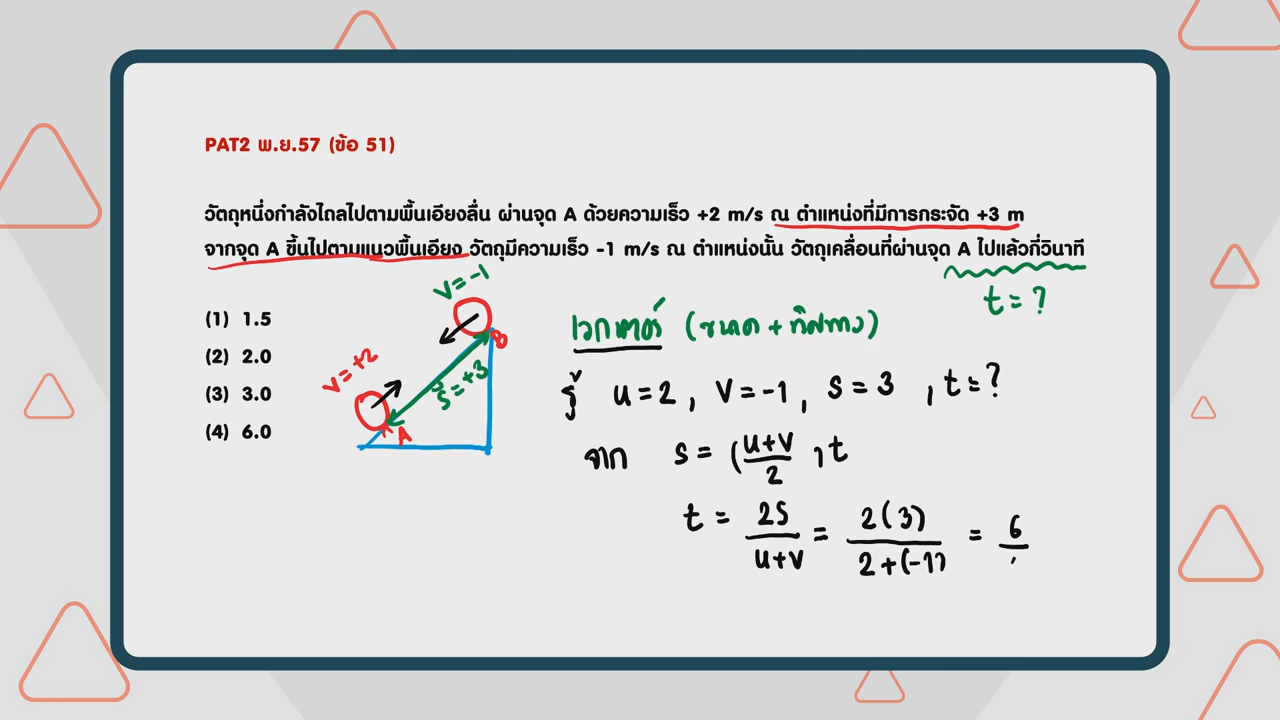 PAT2 พ.ย.57 (ข้อ 51)
วัตถุหนึ่งกำลังไถลไปตามพื้นเอียงลื่น ผ่านจุด A ด้วยความเร็ว +2 m/s ณ ตำแหน่งที่มีการกระจัด +3 m
จากจุด A ขึ้นไปตามแนวพื้นเอียง วัตถุมีความเร็ว -1 m/s ณ ตำแหน่งนั้น วัตถุเคลื่อนที่ผ่านจุด A ไปแล้วกี่วินาที
t = ?
(1) 1.5
(2) 2.0
(3) 3.0
(4) 6.0
V = -1
B
V = +2
S = +3
A
เวกเตอร์ (ขนาด + ทิศทาง)
รู้ u = 2 , V = -1 , S = 3 , t = ?
จาก S = (u+v/2) t
t = 2S/u+v = 2(3)/2+(-1) = 6